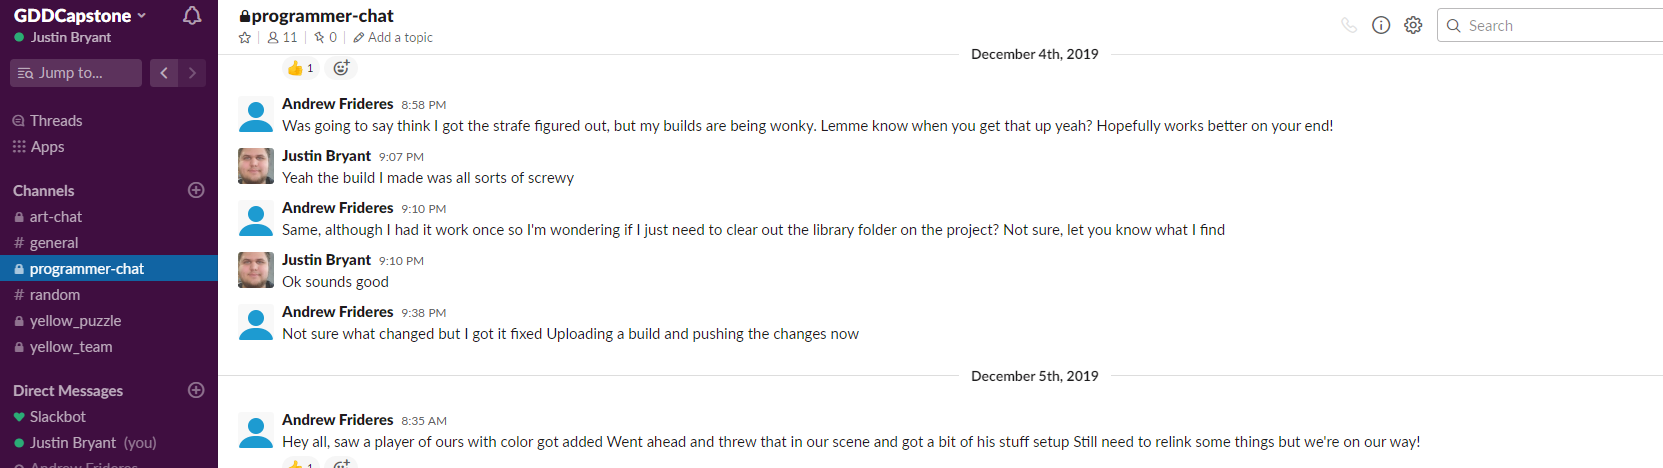 GDDCapstone
Justin Bryant
Jump to...
Threads
Apps
Channels
art-chat
# general
programmer-chat
# random
yellow_puzzle
yellow_team
Direct Messages
Slackbot
Justin Bryant (you)
Andrew Frideres
programmer-chat
11 | 0 | Add a topic
Search
December 4th, 2019
1
Andrew Frideres 8:58 PM
Was going to say think I got the strafe figured out, but my builds are being wonky. Lemme know when you get that up yeah? Hopefully works better on your end!
Justin Bryant 9:07 PM
Yeah the build I made was all sorts of screwy
Andrew Frideres 9:10 PM
Same, although I had it work once so I'm wondering if I just need to clear out the library folder on the project? Not sure, let you know what I find
Justin Bryant 9:10 PM
Ok sounds good
Andrew Frideres 9:38 PM
Not sure what changed but I got it fixed Uploading a build and pushing the changes now
December 5th, 2019
Andrew Frideres 8:35 AM
Hey all, saw a player of ours with color got added Went ahead and threw that in our scene and got a bit of his stuff setup Still need to relink some things but we're on our way!
1